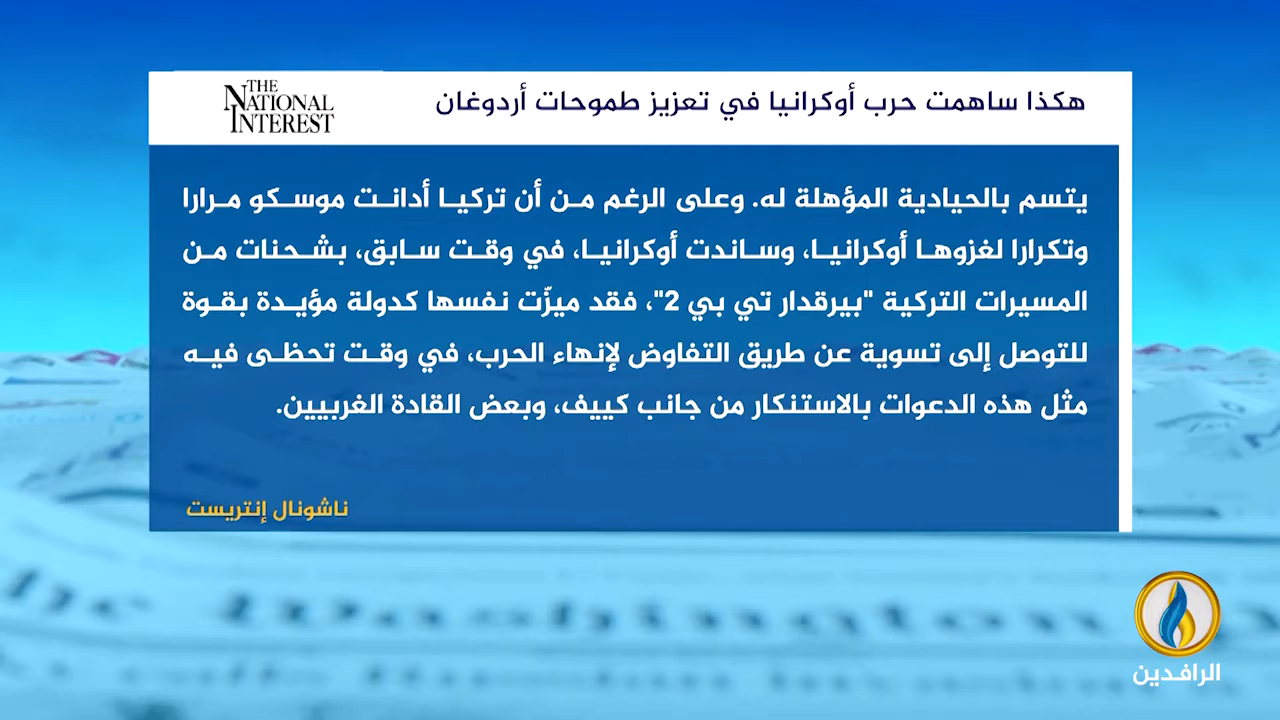 هكذا ساهمت حرب أوكرانيا في تعزيز طموحات أردوغان
THE
NATIONAL
INTEREST
يتسم بالحيادية المؤهلة له. وعلى الرغم من أن تركيا أدانت موسكو مرارا
وتكرارا لغزوها أوكرانيا، وساندت أوكرانيا، في وقت سابق، بشحنات من
المسيرات التركية "بيرقدار تي بي 2"، فقد ميزّت نفسها كدولة مؤيدة بقوة
للتوصل إلى تسوية عن طريق التفاوض لإنهاء الحرب، في وقت تحظى فيه
مثل هذه الدعوات بالاستنكار من جانب كييف، وبعض القادة الغربيين.
ناشونال إنتريست
الرافدين